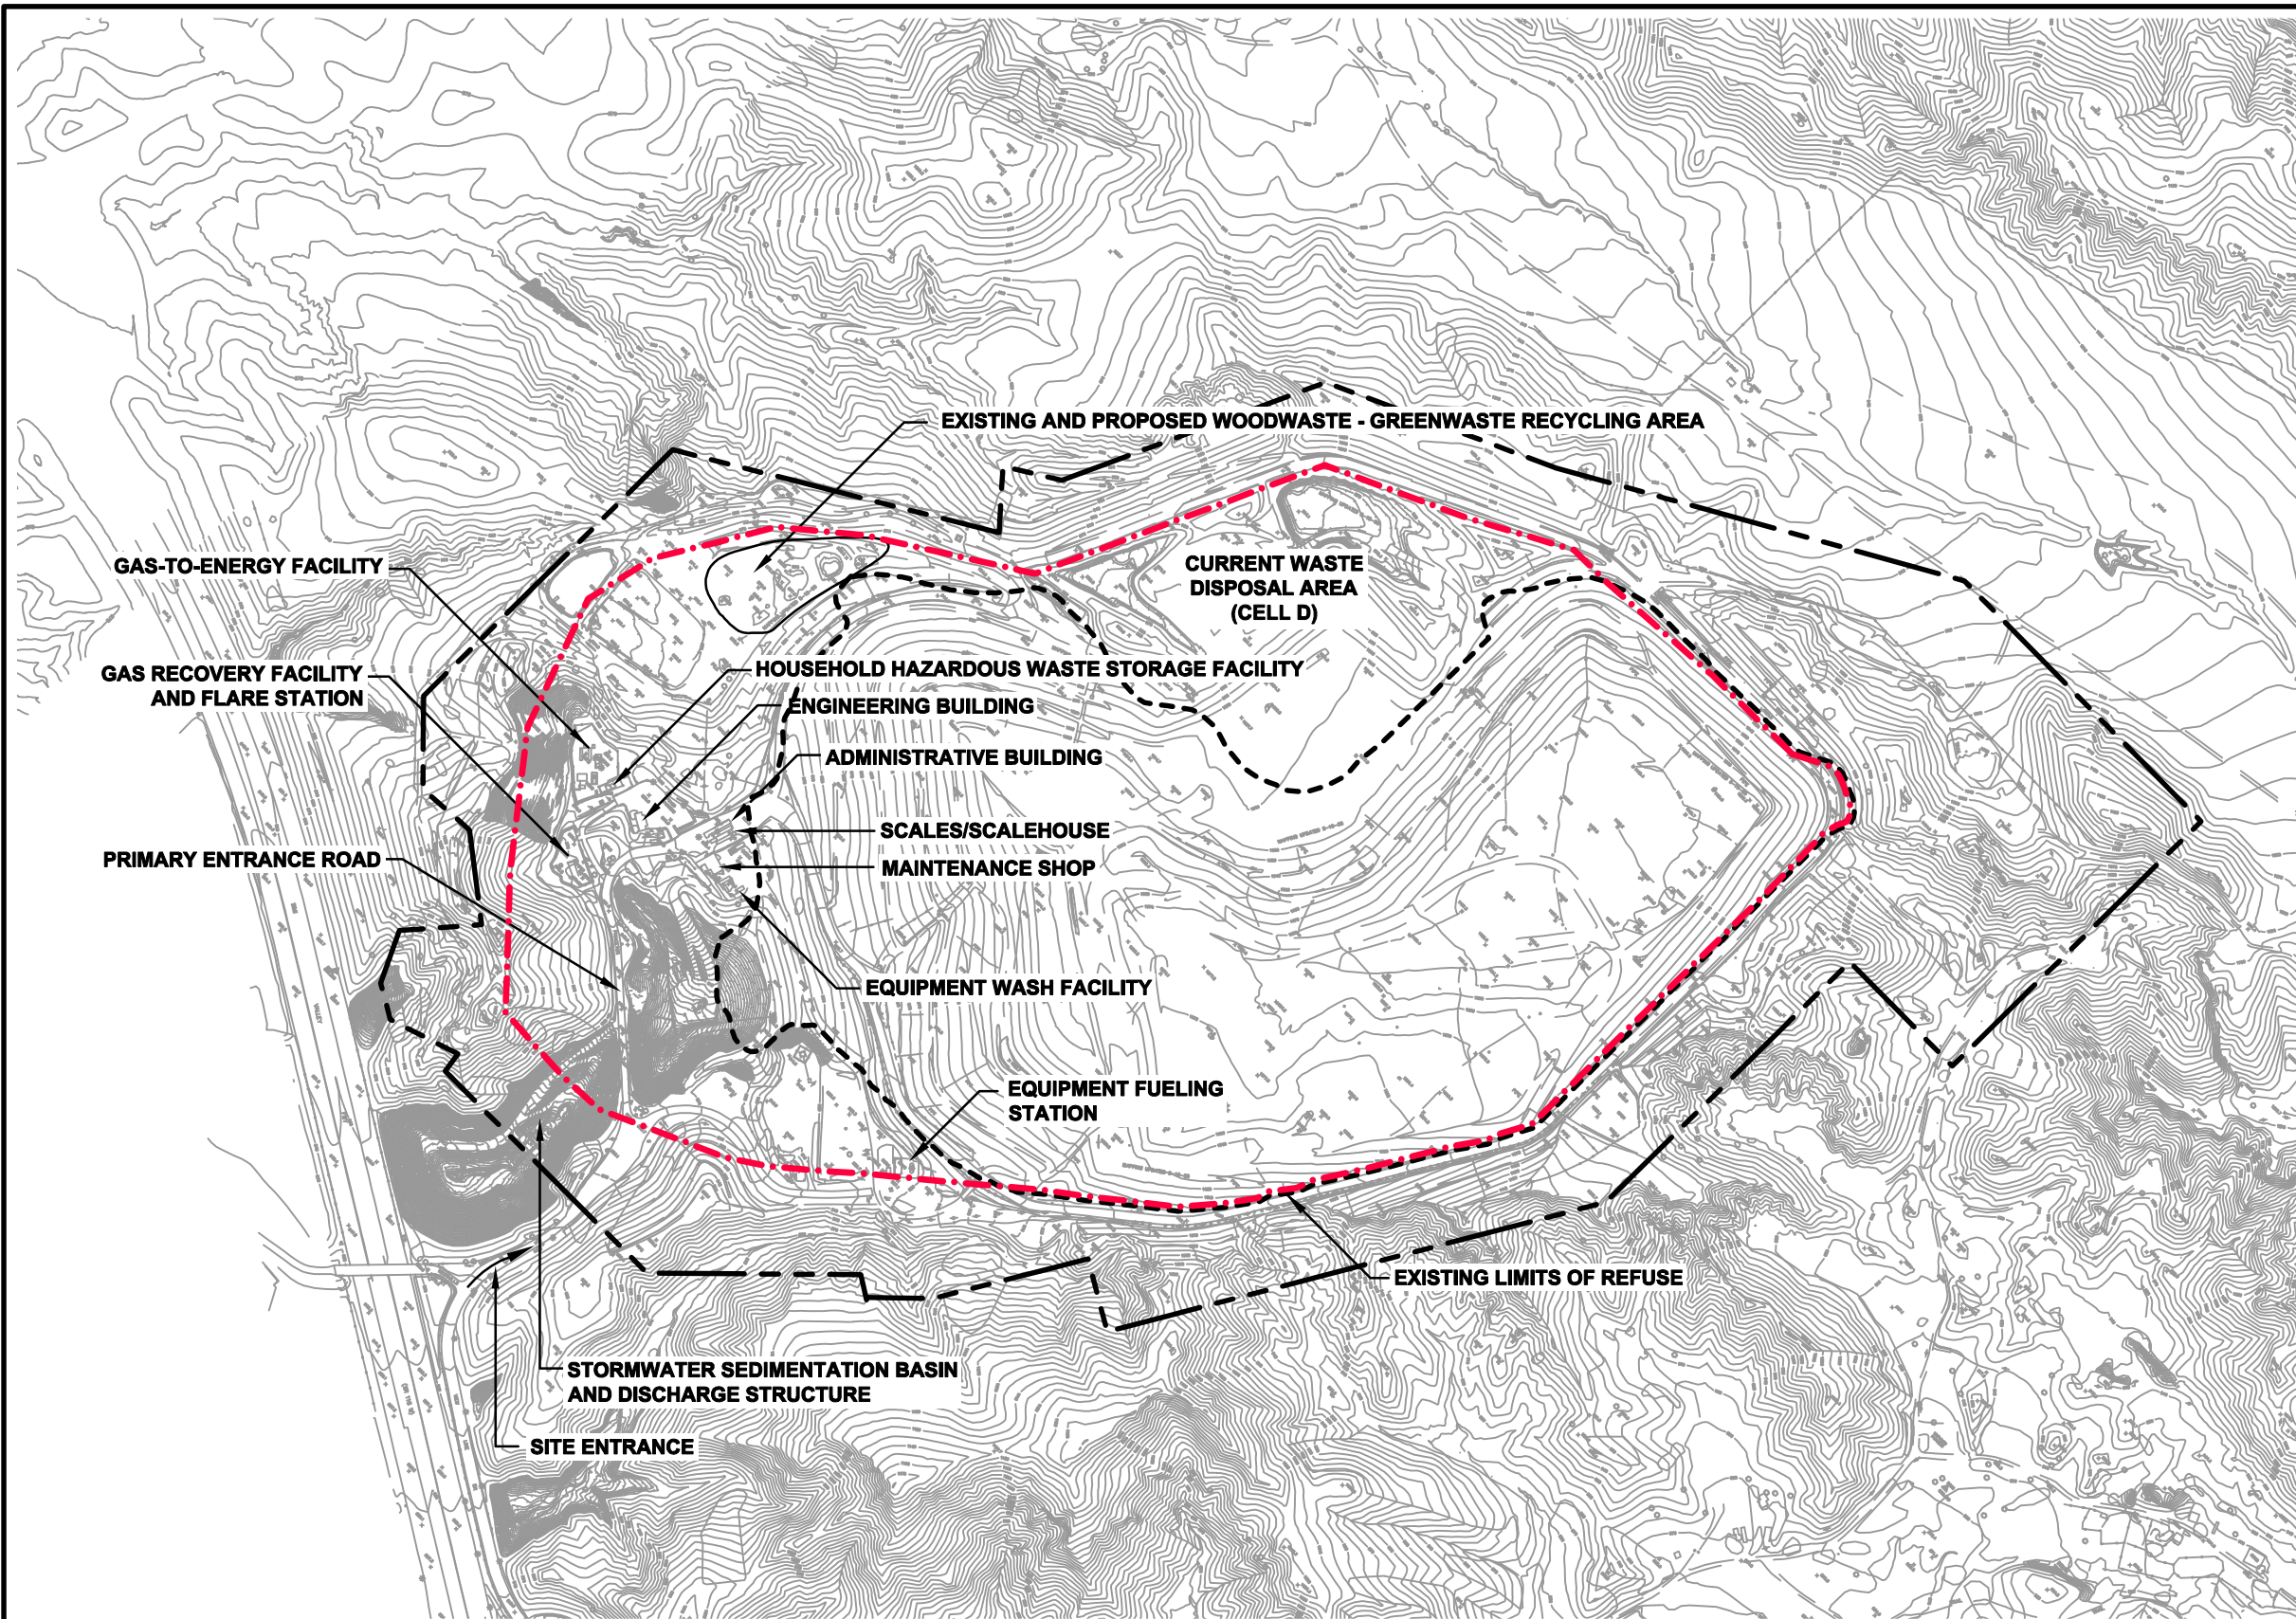 EXISTING AND PROPOSED WOODWASTE - GREENWASTE RECYCLING AREA
GAS-TO-ENERGY FACILITY
CURRENT WASTE
DISPOSAL AREA
(CELL D)
GAS RECOVERY FACILITY
AND FLARE STATION
HOUSEHOLD HAZARDOUS WASTE STORAGE FACILITY
ENGINEERING BUILDING
ADMINISTRATIVE BUILDING
SCALES/SCALEHOUSE
PRIMARY ENTRANCE ROAD
MAINTENANCE SHOP
EQUIPMENT WASH FACILITY
EQUIPMENT FUELING
STATION
EXISTING LIMITS OF REFUSE
STORMWATER SEDIMENTATION BASIN
AND DISCHARGE STRUCTURE
SITE ENTRANCE